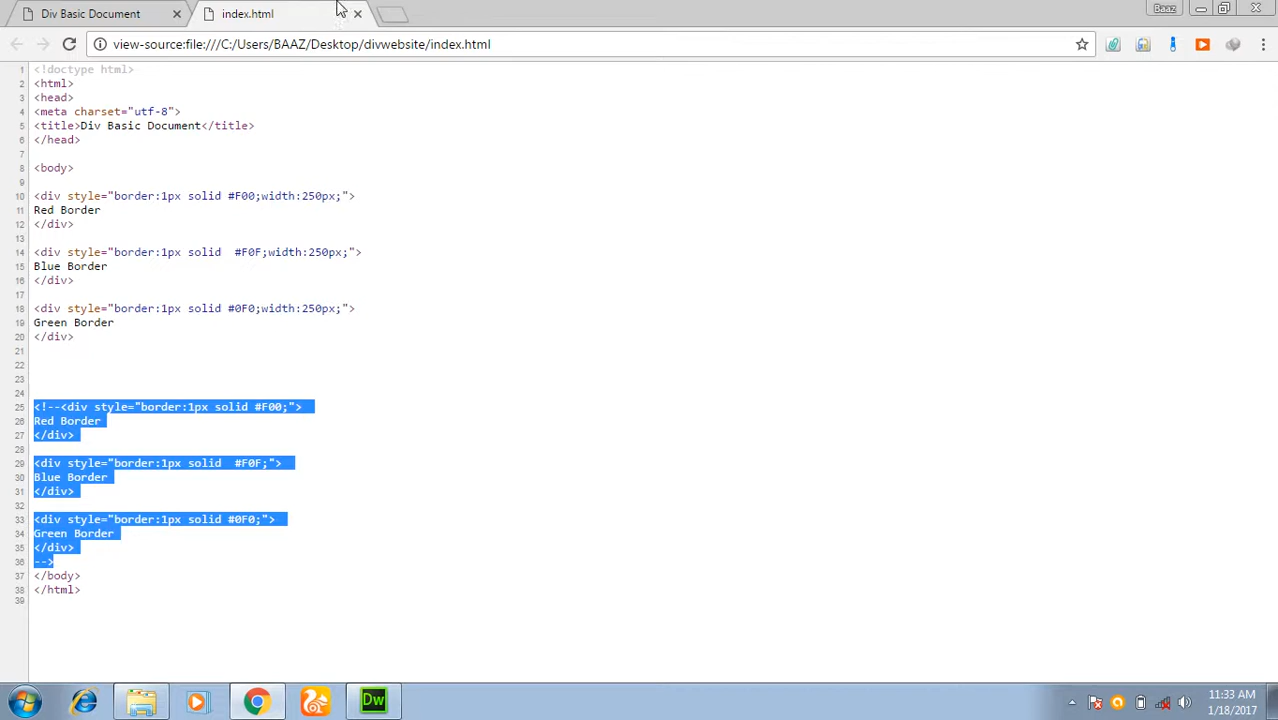 Div Basic Document
index.html
Baaz
view-source:file:///C:/Users/BAAZ/Desktop/divwebsite/index.html
1 <!doctype html>
2 <html>
3 <head>
4 <meta charset="utf-8">
5 <title>Div Basic Document</title>
6 </head>
7
8 <body>
9
10 <div style="border:1px solid #F00;width:250px;">
11 Red Border
12 </div>
13
14 <div style="border:1px solid  #F0F;width:250px;">
15 Blue Border
16 </div>
17
18 <div style="border:1px solid #0F0;width:250px;">
19 Green Border
20 </div>
21
22
23
24
25 <!--<div style="border:1px solid #F00;">
26 Red Border
27 </div>
28
29 <div style="border:1px solid  #F0F;">
30 Blue Border
31 </div>
32
33 <div style="border:1px solid #0F0;">
34 Green Border
35 </div>
36 -->
37 </body>
38 </html>
39
Dw
11:33 AM
1/18/2017